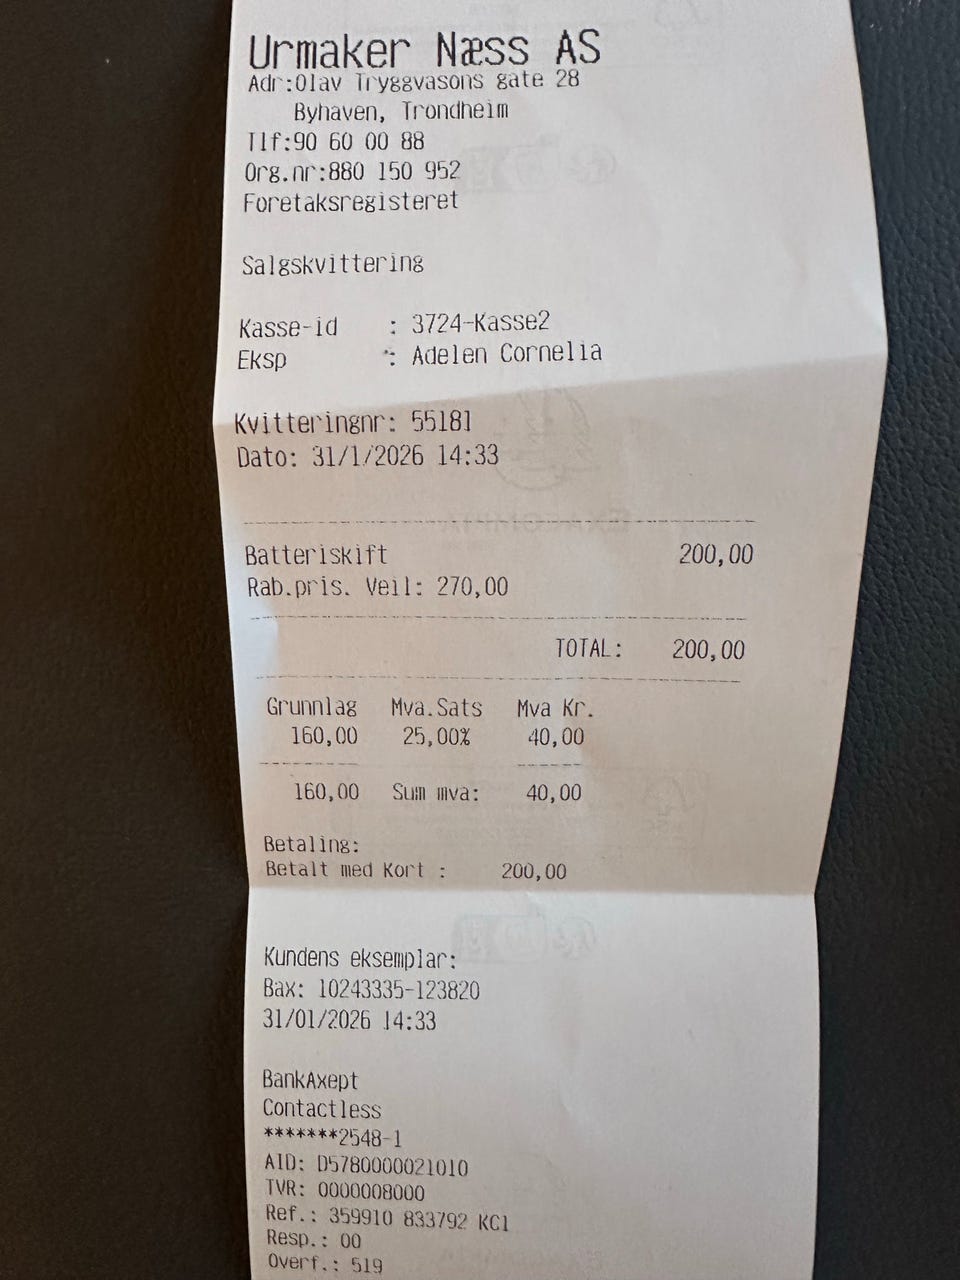 Urmaker Næss AS
Adr:Olav Tryggvasons gate 28
Byhaven, Trondheim
Tlf:90 60 00 88
Org.nr:880 150 952
Foretaksregisteret
Salgskvittering
Kasse-id : 3724-Kasse2
Eksp : Adelen Cornelia
Kvitteringnr: 55181
Dato: 31/1/2026 14:33
Batteriskift 200,00
Rab.pris. Veil: 270,00
TOTAL: 200,00
Grunnlag Mva.Sats Mva Kr.
160,00 25,00% 40,00
160,00 Sum mva: 40,00
Betaling:
Betalt med Kort : 200,00
Kundens eksemplar:
Bax: 10243335-123820
31/01/2026 14:33
BankAxept
Contactless
*******2548-1
AID: D5780000021010
TVR: 0000008000
Ref.: 359910 833792 KC1
Resp.: 00
Overf.: 519